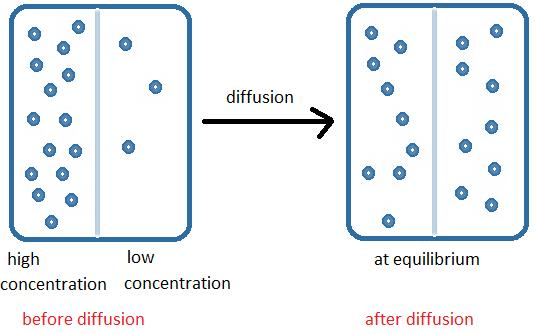 diffusion
high
concentration
low
concentration
at equilibrium
before diffusion
after diffusion